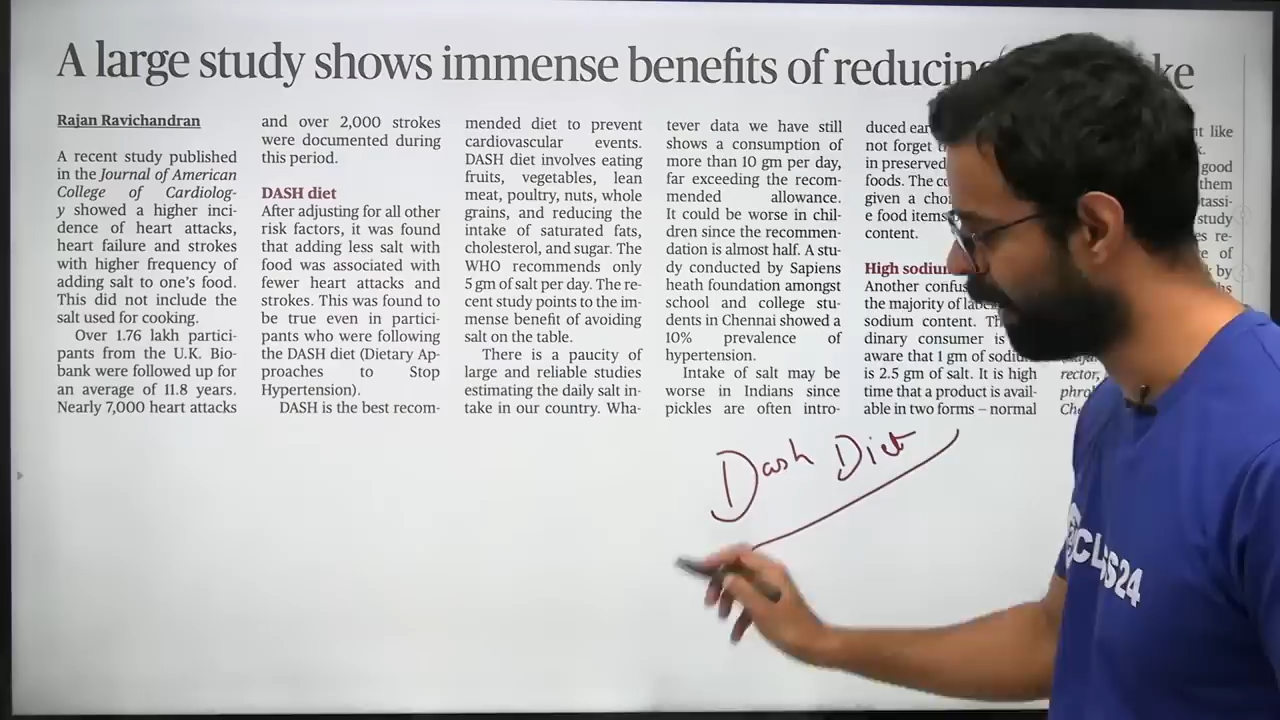 A large study shows immense benefits of reducing
Rajan Ravichandran
A recent study published
in the Journal of American
College of Cardiolog-
y showed a higher inci-
dence of heart attacks,
heart failure and strokes
with higher frequency of
adding salt to one's food.
This did not include the
salt used for cooking.
Over 1.76 lakh partici-
pants from the U.K. Bio-
bank were followed up for
an average of 11.8 years.
Nearly 7,000 heart attacks
and over 2,000 strokes
were documented during
this period.
DASH diet
After adjusting for all other
risk factors, it was found
that adding less salt with
food was associated with
fewer heart attacks and
strokes. This was found to
be true even in partici-
pants who were following
the DASH diet (Dietary Ap-
proaches to Stop
Hypertension).
DASH is the best recom-
mended diet to prevent
cardiovascular events.
DASH diet involves eating
fruits, vegetables, lean
meat, poultry, nuts, whole
grains, and reducing the
intake of saturated fats,
cholesterol, and sugar. The
WHO recommends only
5 gm of salt per day. The re-
cent study points to the im-
mense benefit of avoiding
salt on the table.
There is a paucity of
large and reliable studies
estimating the daily salt in-
take in our country. Wha-
tever data we have still
shows a consumption of
more than 10 gm per day,
far exceeding the recom-
mended allowance.
It could be worse in chil-
dren since the recommen-
dation is almost half. A stu-
dy conducted by Sapiens
heath foundation amongst
school and college stu-
dents in Chennai showed a
10% prevalence of
hypertension.
Intake of salt may be
worse in Indians since
pickles are often intro-
duced
not forget
in preserved
foods. The
given a
e food items
content.
High
Another
the majority of
sodium content.
dinary consumer is
aware that 1 gm of
is 2.5 gm of salt. It is high
time that a product is avail-
able in two forms – normal
like
good
them
study
re-
of
by
rector,
Dash Diet